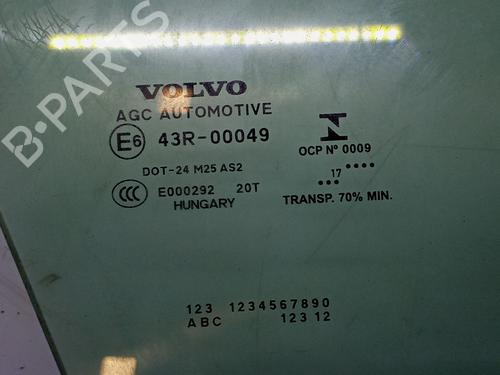 B-PARTS
VOLVO
AGC AUTOMOTIVE
E6 43R-00049
DOT-24 M25 AS2
CCC E000292 20T
HUNGARY
N
OCP Nº 0009
17 ....
...
TRANSP. 70% MIN.
123 1234567890
ABC 123 12